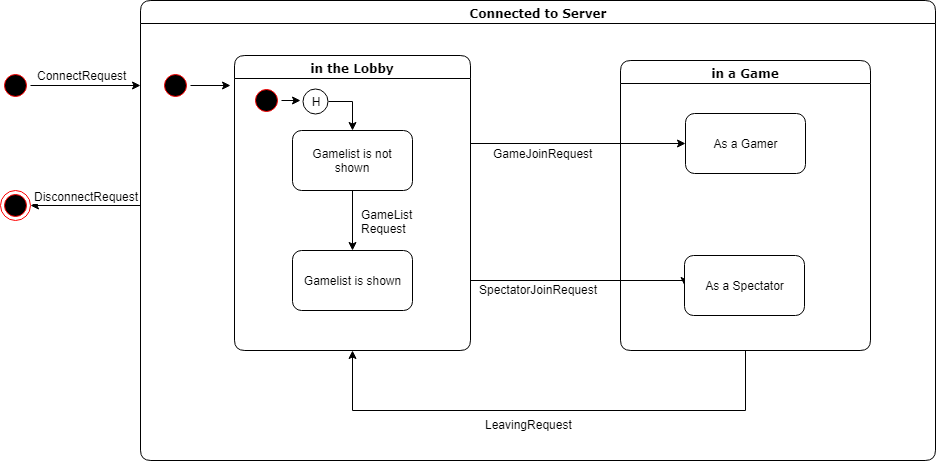 Connected to Server
ConnectRequest
in the Lobby
in a Game
H
Gamelist is not
shown
As a Gamer
GameJoinRequest
DisconnectRequest
GameList
Request
Gamelist is shown
SpectatorJoinRequest
As a Spectator
LeavingRequest